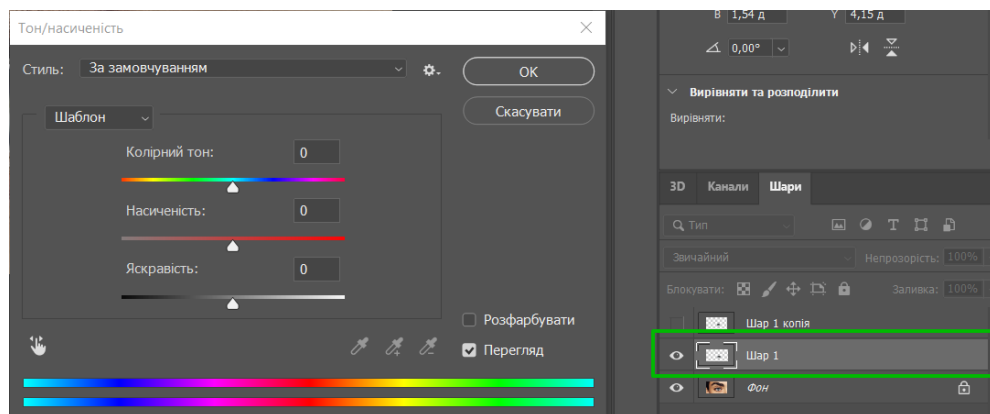 Тон/насиченість
Стиль: За замовчуванням
OK
Шаблон
Скасувати
Колірний тон: 0
Насиченість: 0
Яскравість: 0
Розфарбувати
Перегляд
В 1,54 д Y 4,15 д
0,00°
Вирівняти та розподілити
Вирівняти:
3D Канали Шари
Тип
Звичайний Непрозорість: 100%
Блокувати: Заливка: 100%
Шар 1 копія
Шар 1
Фон